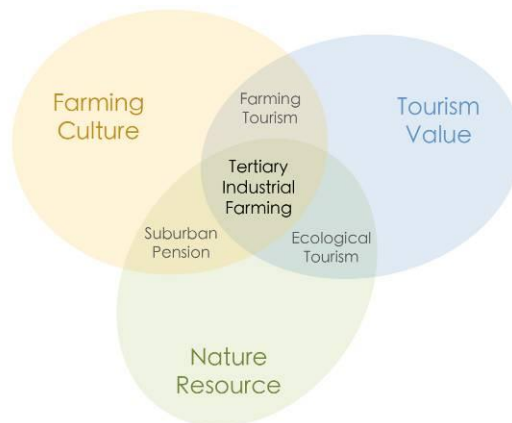 Farming
Culture
Farming
Tourism
Tourism
Value
Tertiary
Industrial
Farming
Suburban
Pension
Ecological
Tourism
Nature
Resource